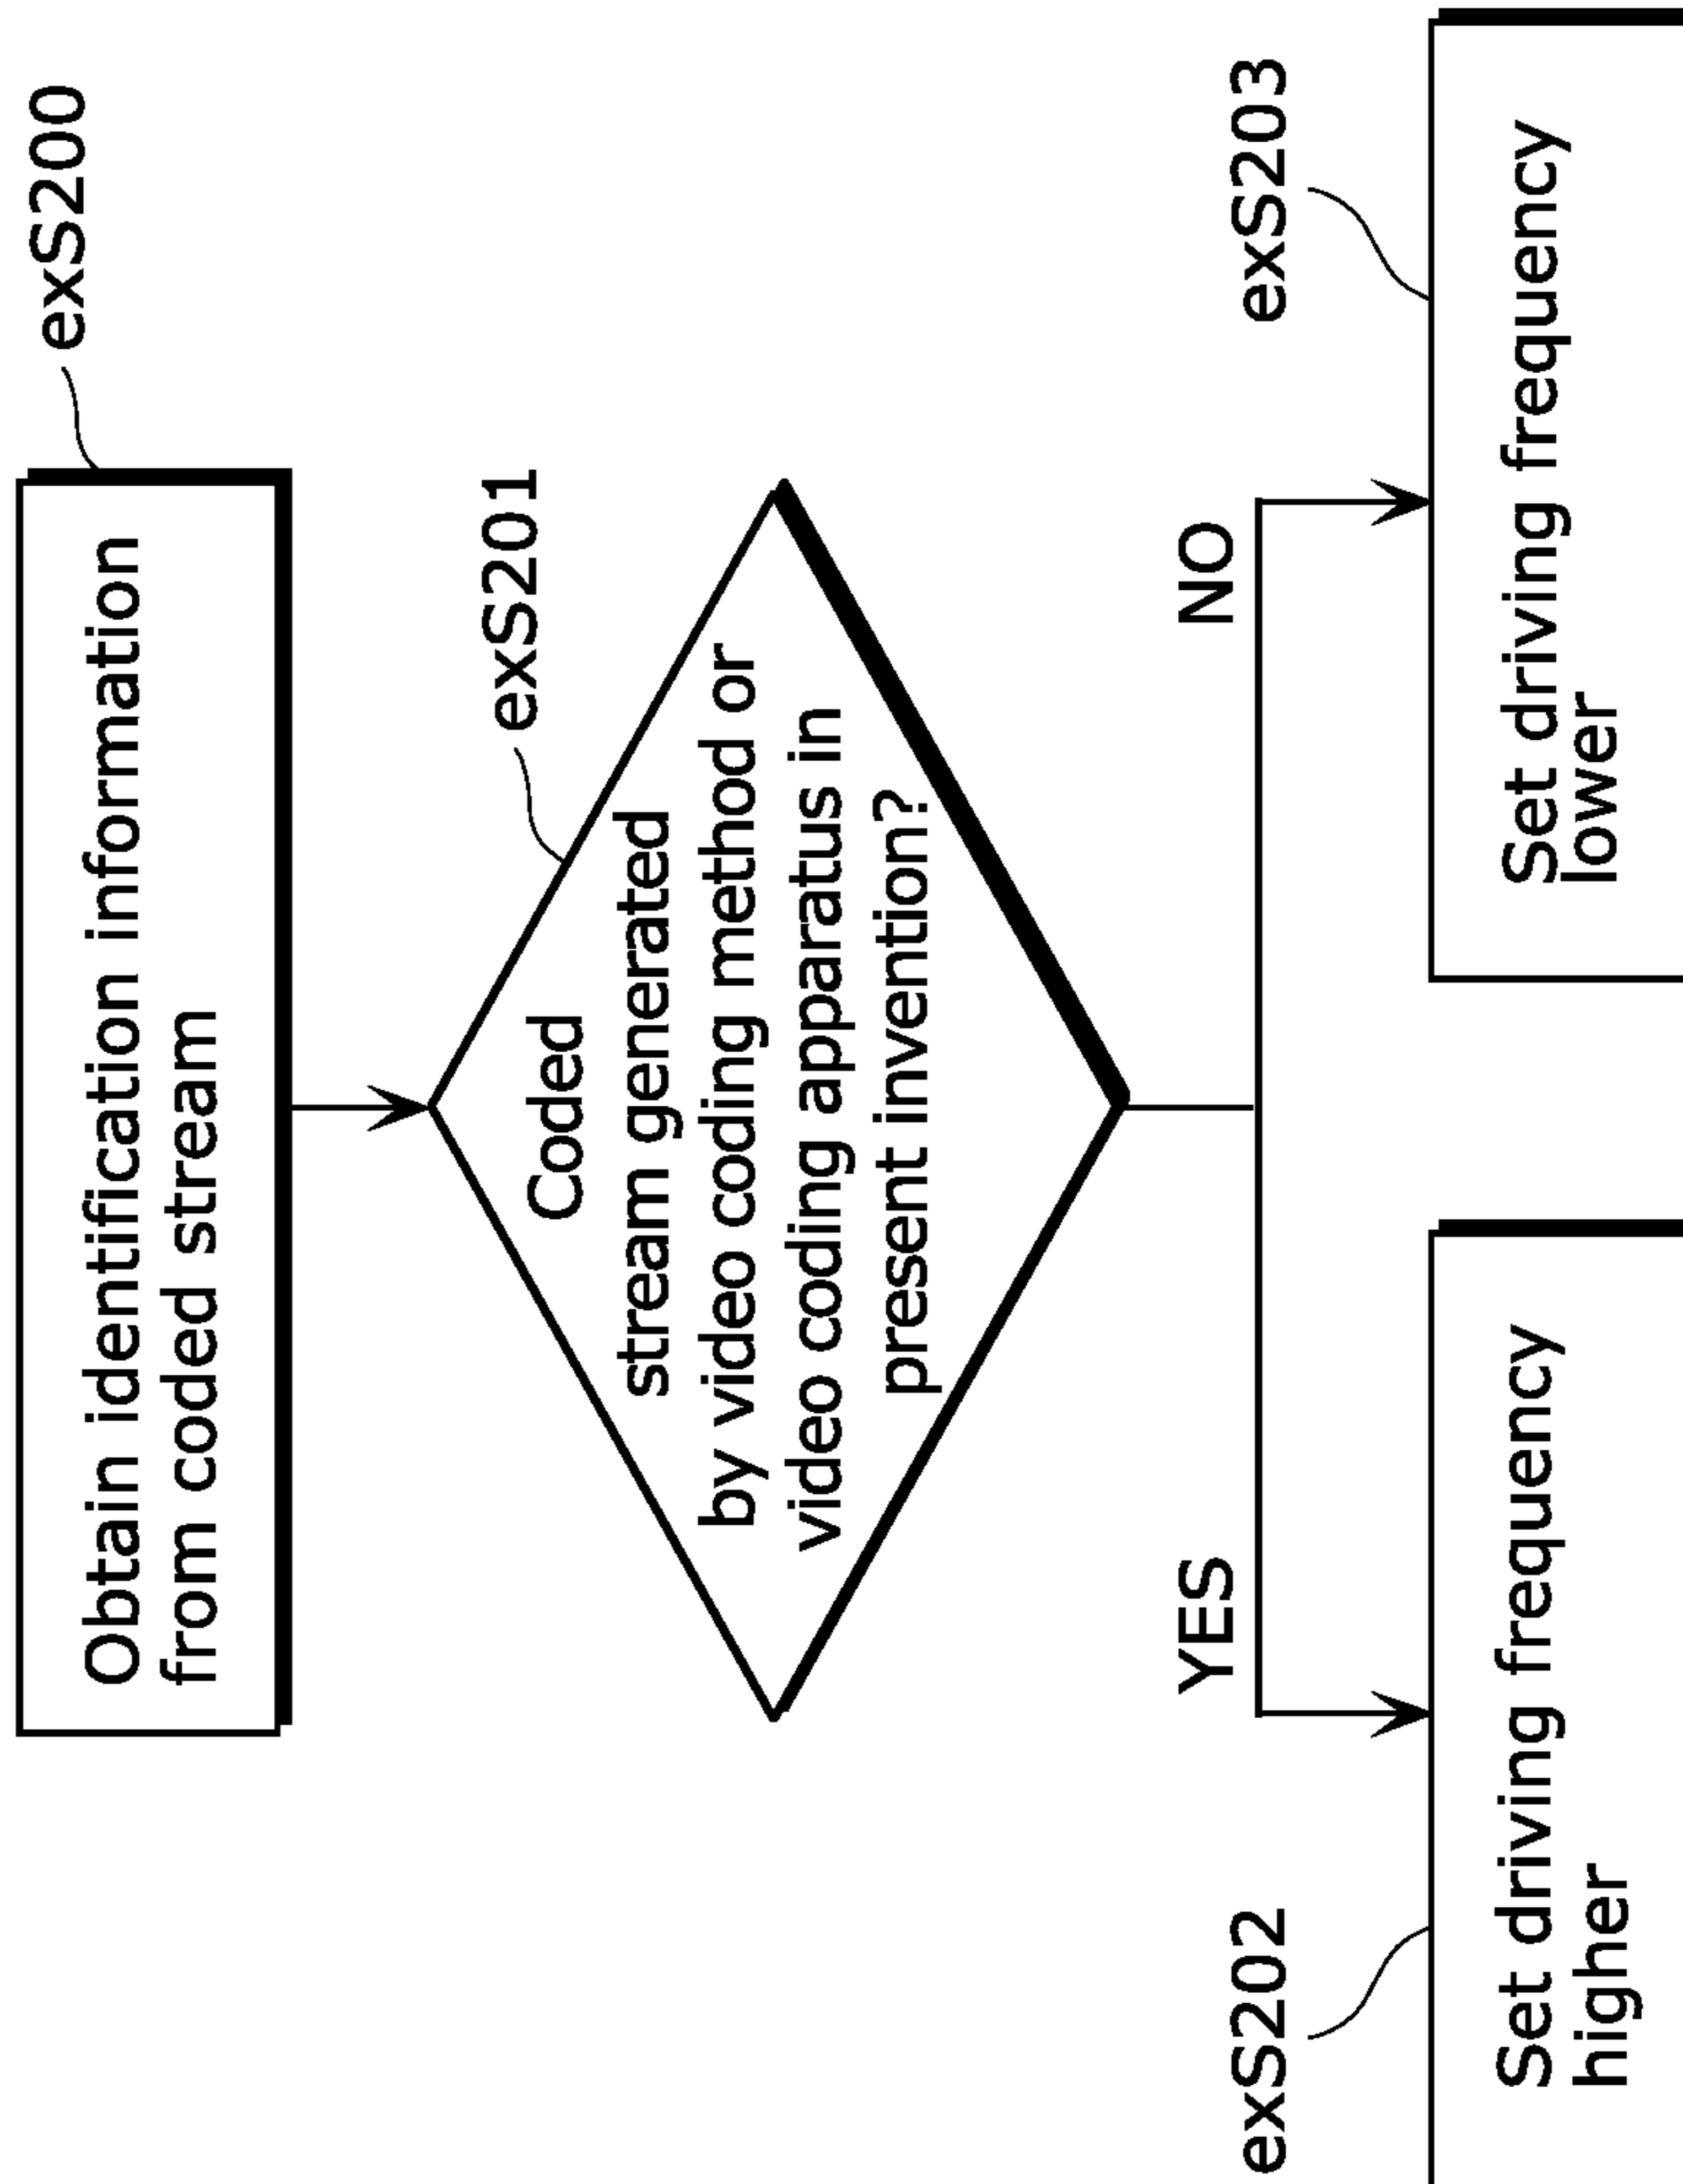 exS200
Obtain identification information
from coded stream
exS201
Coded
stream generated
by video coding method or
video coding apparatus in
present invention?
YES
NO
exS202
Set driving frequency
higher
exS203
Set driving frequency
lower